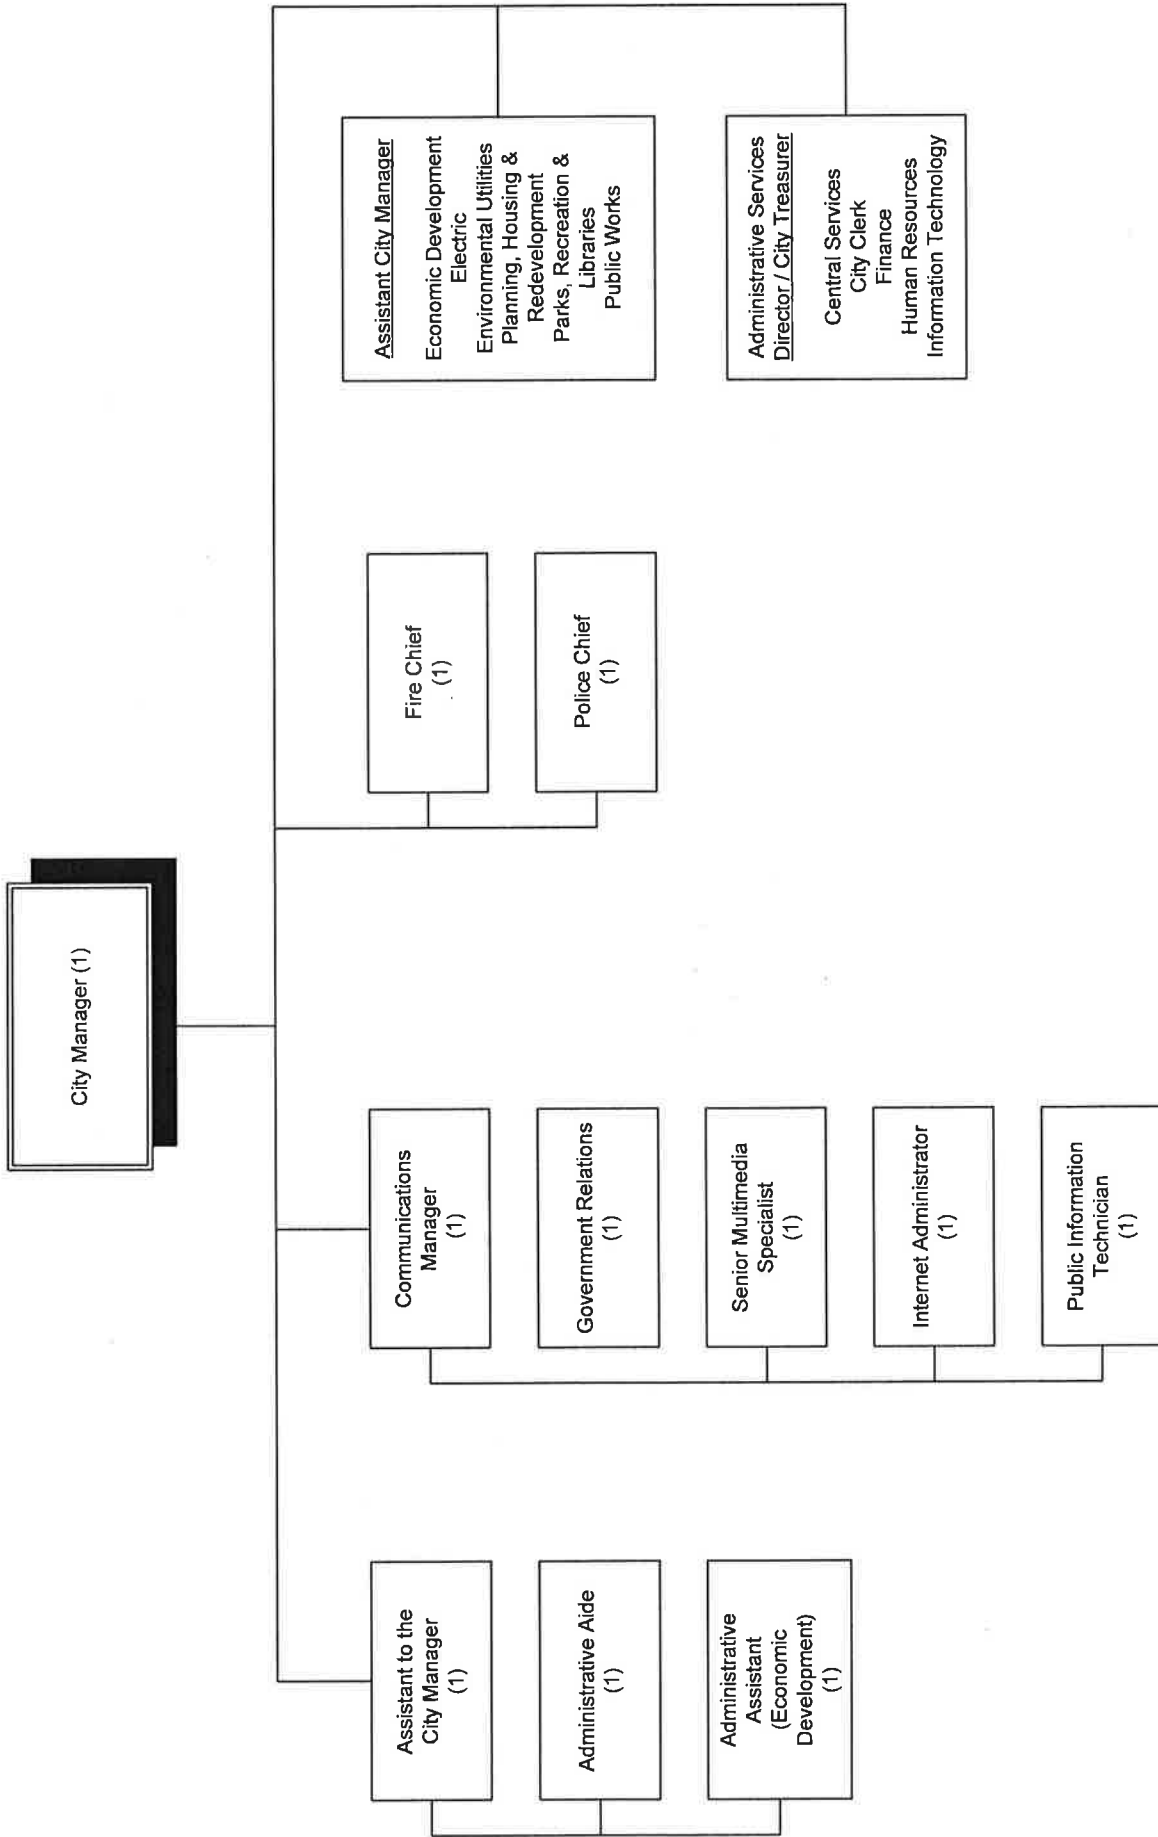 City Manager (1)
Assistant to the
City Manager
(1)
Administrative Aide
(1)
Administrative
Assistant
(Economic
Development)
(1)
Communications
Manager
(1)
Government Relations
(1)
Senior Multimedia
Specialist
(1)
Internet Administrator
(1)
Public Information
Technician
(1)
Fire Chief
(1)
Police Chief
(1)
Assistant City Manager
Economic Development
Electric
Environmental Utilities
Planning, Housing &
Redevelopment
Parks, Recreation &
Libraries
Public Works
Administrative Services
Director / City Treasurer
Central Services
City Clerk
Finance
Human Resources
Information Technology